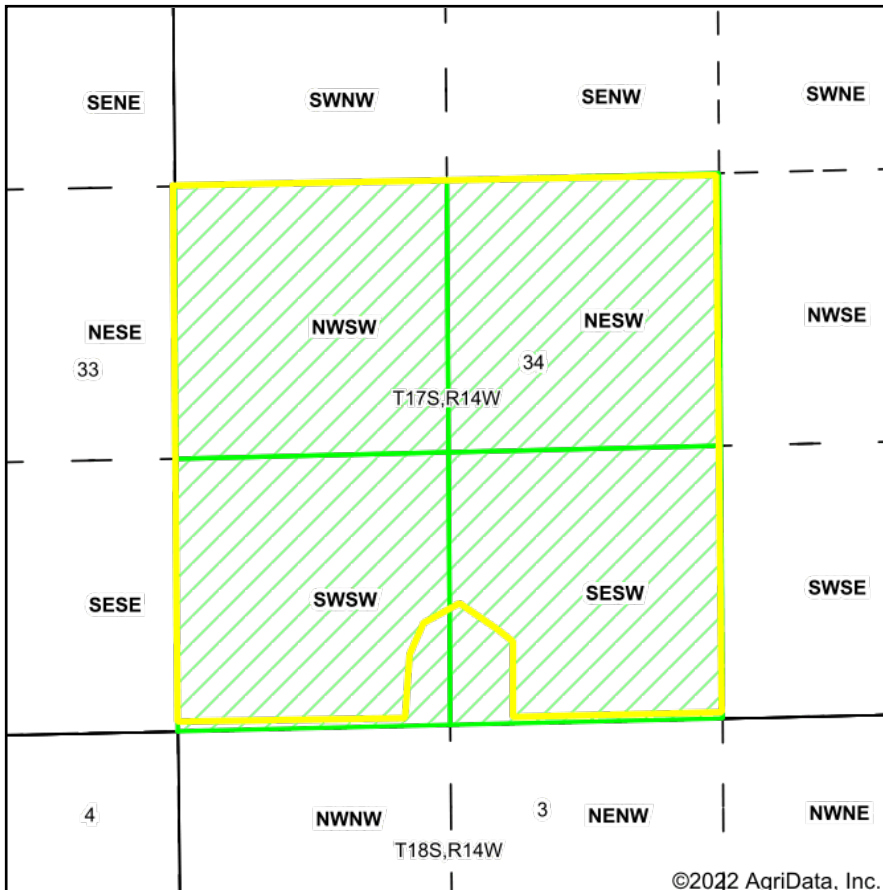 SENE
SWNW
SENW
SWNE
NESE
NWSW
NESW
NWSE
33
34
T17S,R14W
SESE
SWSW
SESW
SWSE
4
NWNW
3
NENW
NWNE
T18S,R14W
©2022 AgriData, Inc.